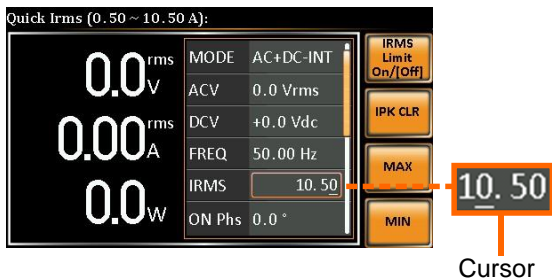 Quick Irms (0.50 ~ 10.50 A):
0.0 rms V
0.00 rms A
0.0 W
MODE AC+DC-INT
ACV 0.0 Vrms
DCV +0.0 Vdc
FREQ 50.00 Hz
IRMS 10.50
ON Phs 0.0 °
IRMS
Limit
On/[Off]
IPK CLR
MAX
MIN
10.50
Cursor